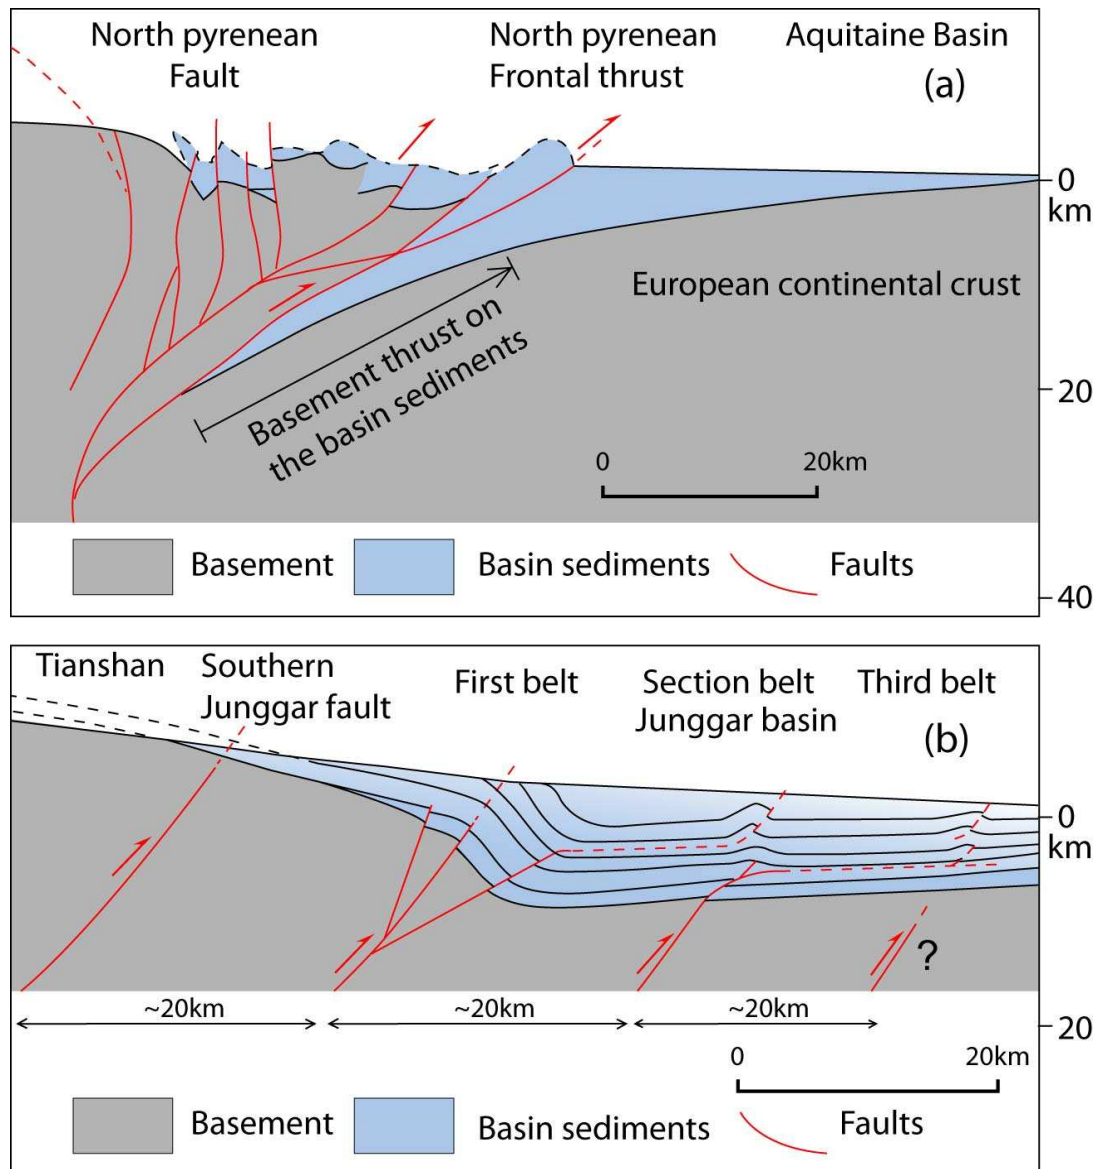 North pyrenean
Fault
North pyrenean
Frontal thrust
Aquitaine Basin
(a)
0
km
European continental crust
Basement thrust on
the basin sediments
20
0
20km
Basement
Basin sediments
Faults
40
Tianshan
Southern
Junggar fault
First belt
Section belt
Junggar basin
Third belt
(b)
0
km
?
~20km
~20km
~20km
20
0
20km
Basement
Basin sediments
Faults